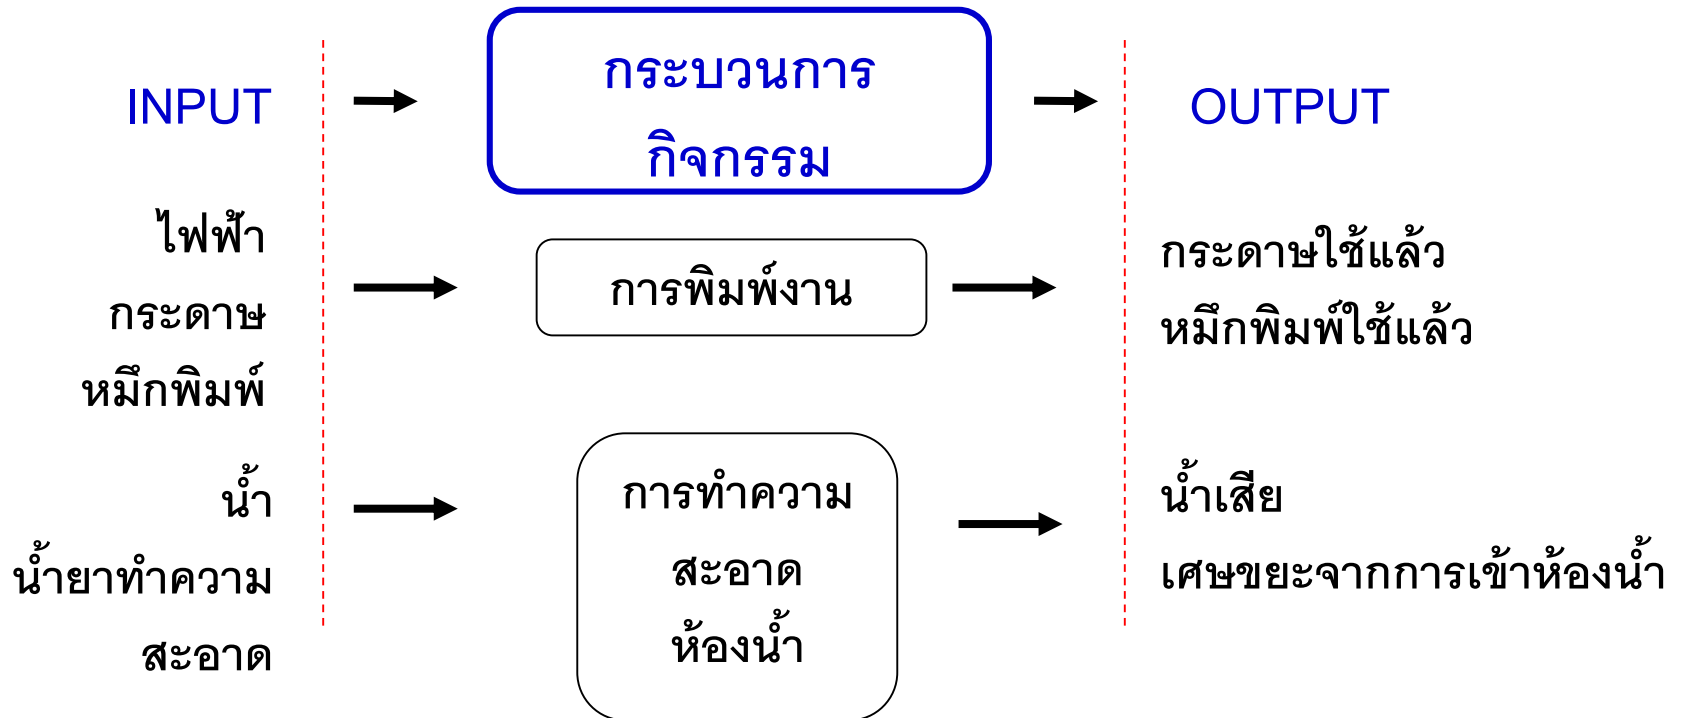 INPUT
กระบวนการ
กิจกรรม
OUTPUT
ไฟฟ้า
กระดาษ
หมึกพิมพ์
การพิมพ์งาน
กระดาษใช้แล้ว
หมึกพิมพ์ใช้แล้ว
น้ำ
น้ำยาทำความ
สะอาด
การทำความ
สะอาด
ห้องน้ำ
น้ำเสีย
เศษขยะจากการเข้าห้องน้ำ